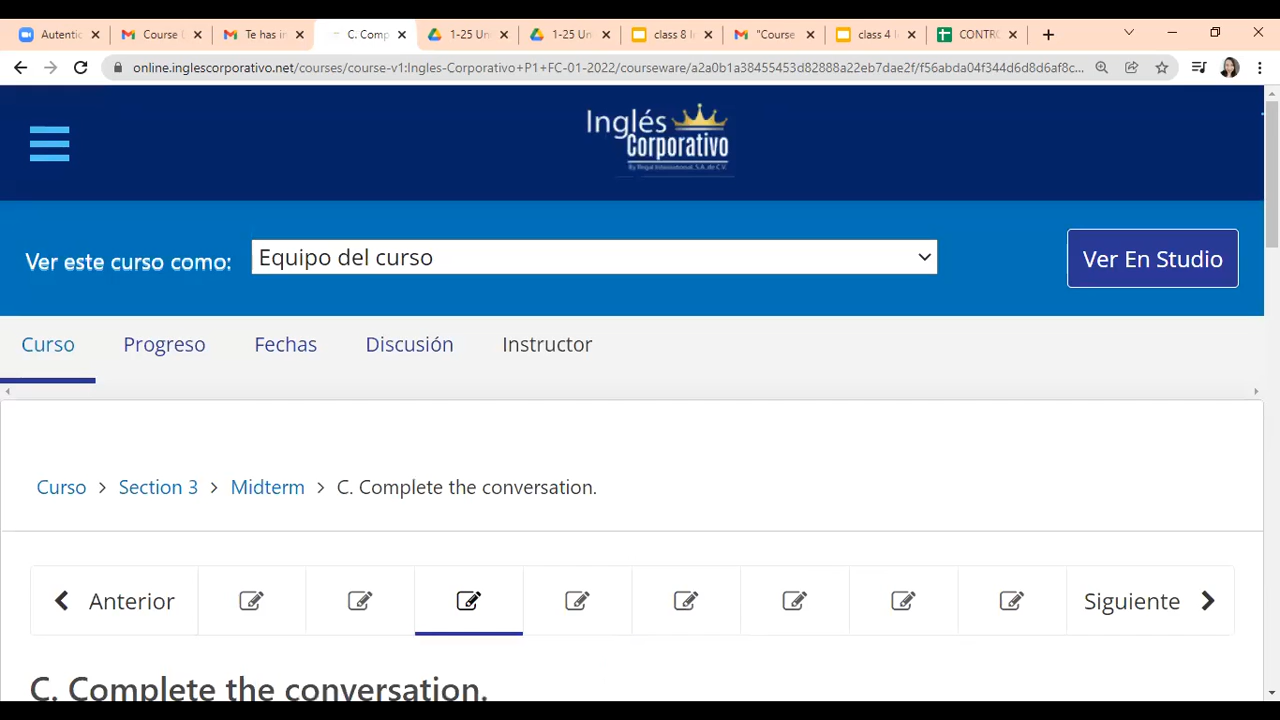 Autentic
Course
Te has in
C. Comp
1-25 Un
1-25 Un
class 8 I
"Course
class 4 I
CONTRO
online.inglescorporativo.net/courses/course-v1:Ingles-Corporativo+P1+FC-01-2022/courseware/a2a0b1a38455453d82888a22eb7dae2f/f56abda04f344d6d8d6af8c...
Inglés
Corporativo
Ver este curso como:
Equipo del curso
Ver En Studio
Curso Progreso Fechas Discusión Instructor
Curso > Section 3 > Midterm > C. Complete the conversation.
Anterior
Siguiente
C. Complete the conversation.